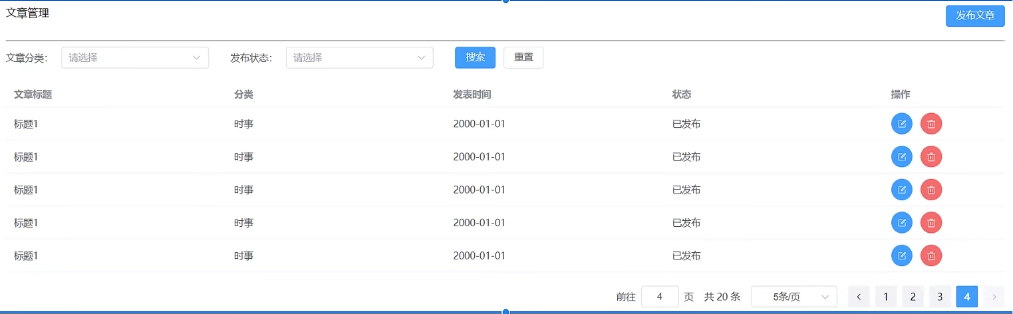 文章管理 发布文章
文章分类： 请选择 发布状态： 请选择 搜索 重置
文章标题 分类 发表时间 状态 操作
标题1 时事 2000-01-01 已发布
标题1 时事 2000-01-01 已发布
标题1 时事 2000-01-01 已发布
标题1 时事 2000-01-01 已发布
标题1 时事 2000-01-01 已发布
前往 4 页 共 20 条 5条/页 1 2 3 4